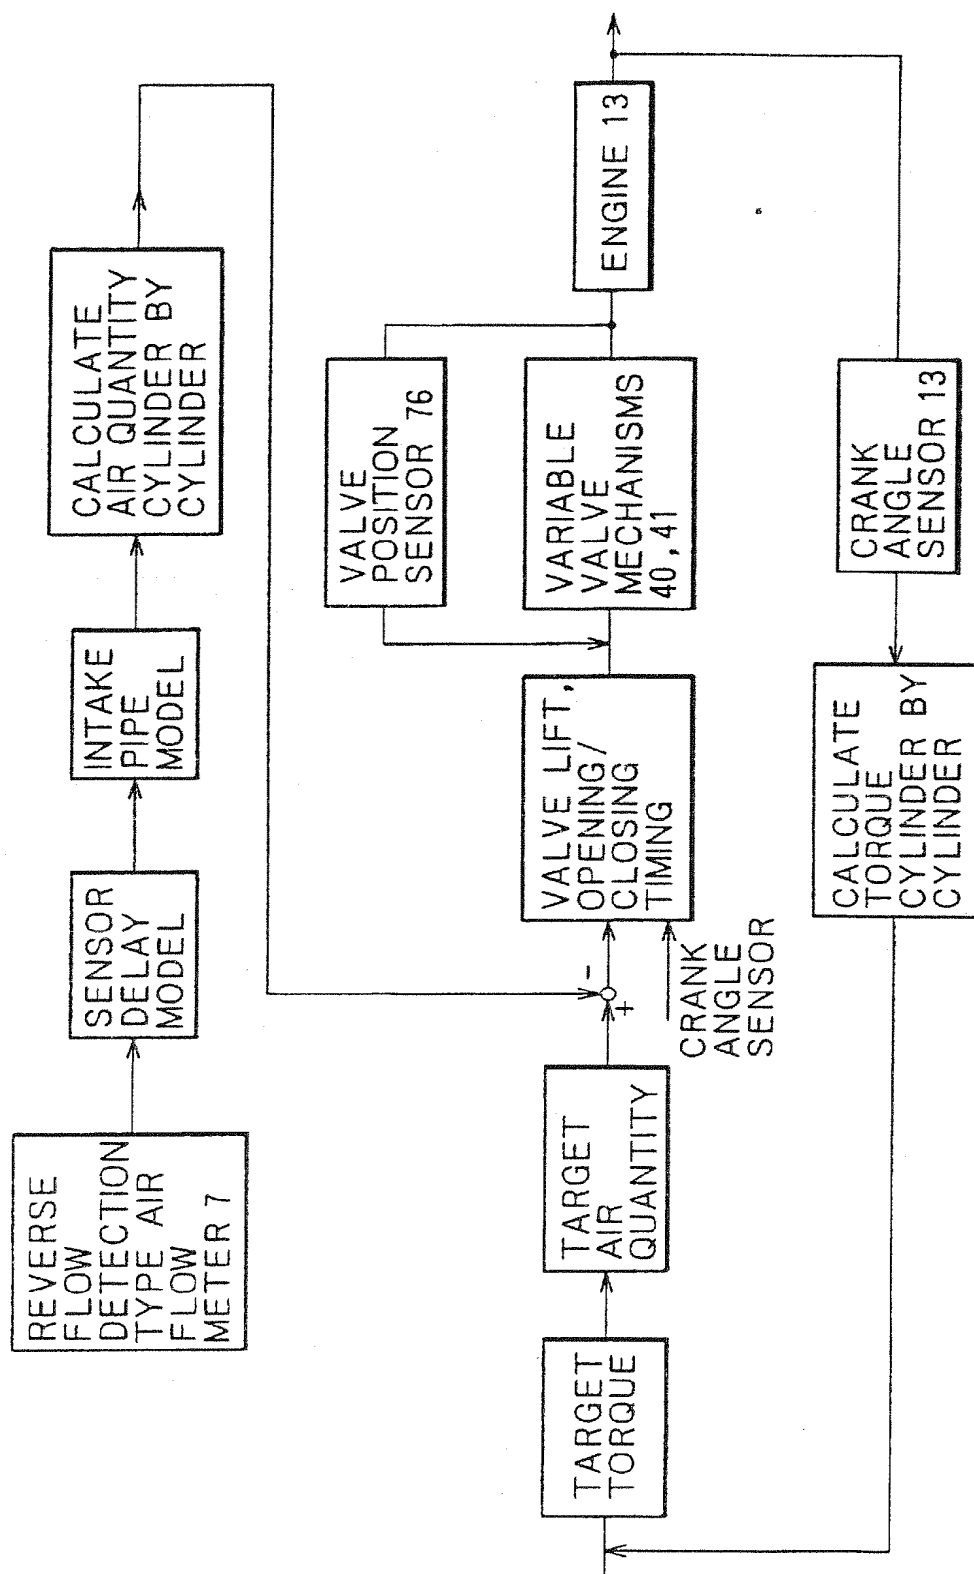 REVERSE
FLOW
DETECTION
TYPE AIR
FLOW
METER 7
SENSOR
DELAY
MODEL
INTAKE
PIPE
MODEL
CALCULATE
AIR QUANTITY
CYLINDER BY
CYLINDER
TARGET
TORQUE
TARGET
AIR
QUANTITY
+
-
CRANK
ANGLE
SENSOR
VALVE LIFT,
OPENING/
CLOSING
TIMING
VALVE
POSITION
SENSOR 76
VARIABLE
VALVE
MECHANISMS
40,41
ENGINE 13
CRANK
ANGLE
SENSOR 13
CALCULATE
TORQUE
CYLINDER BY
CYLINDER